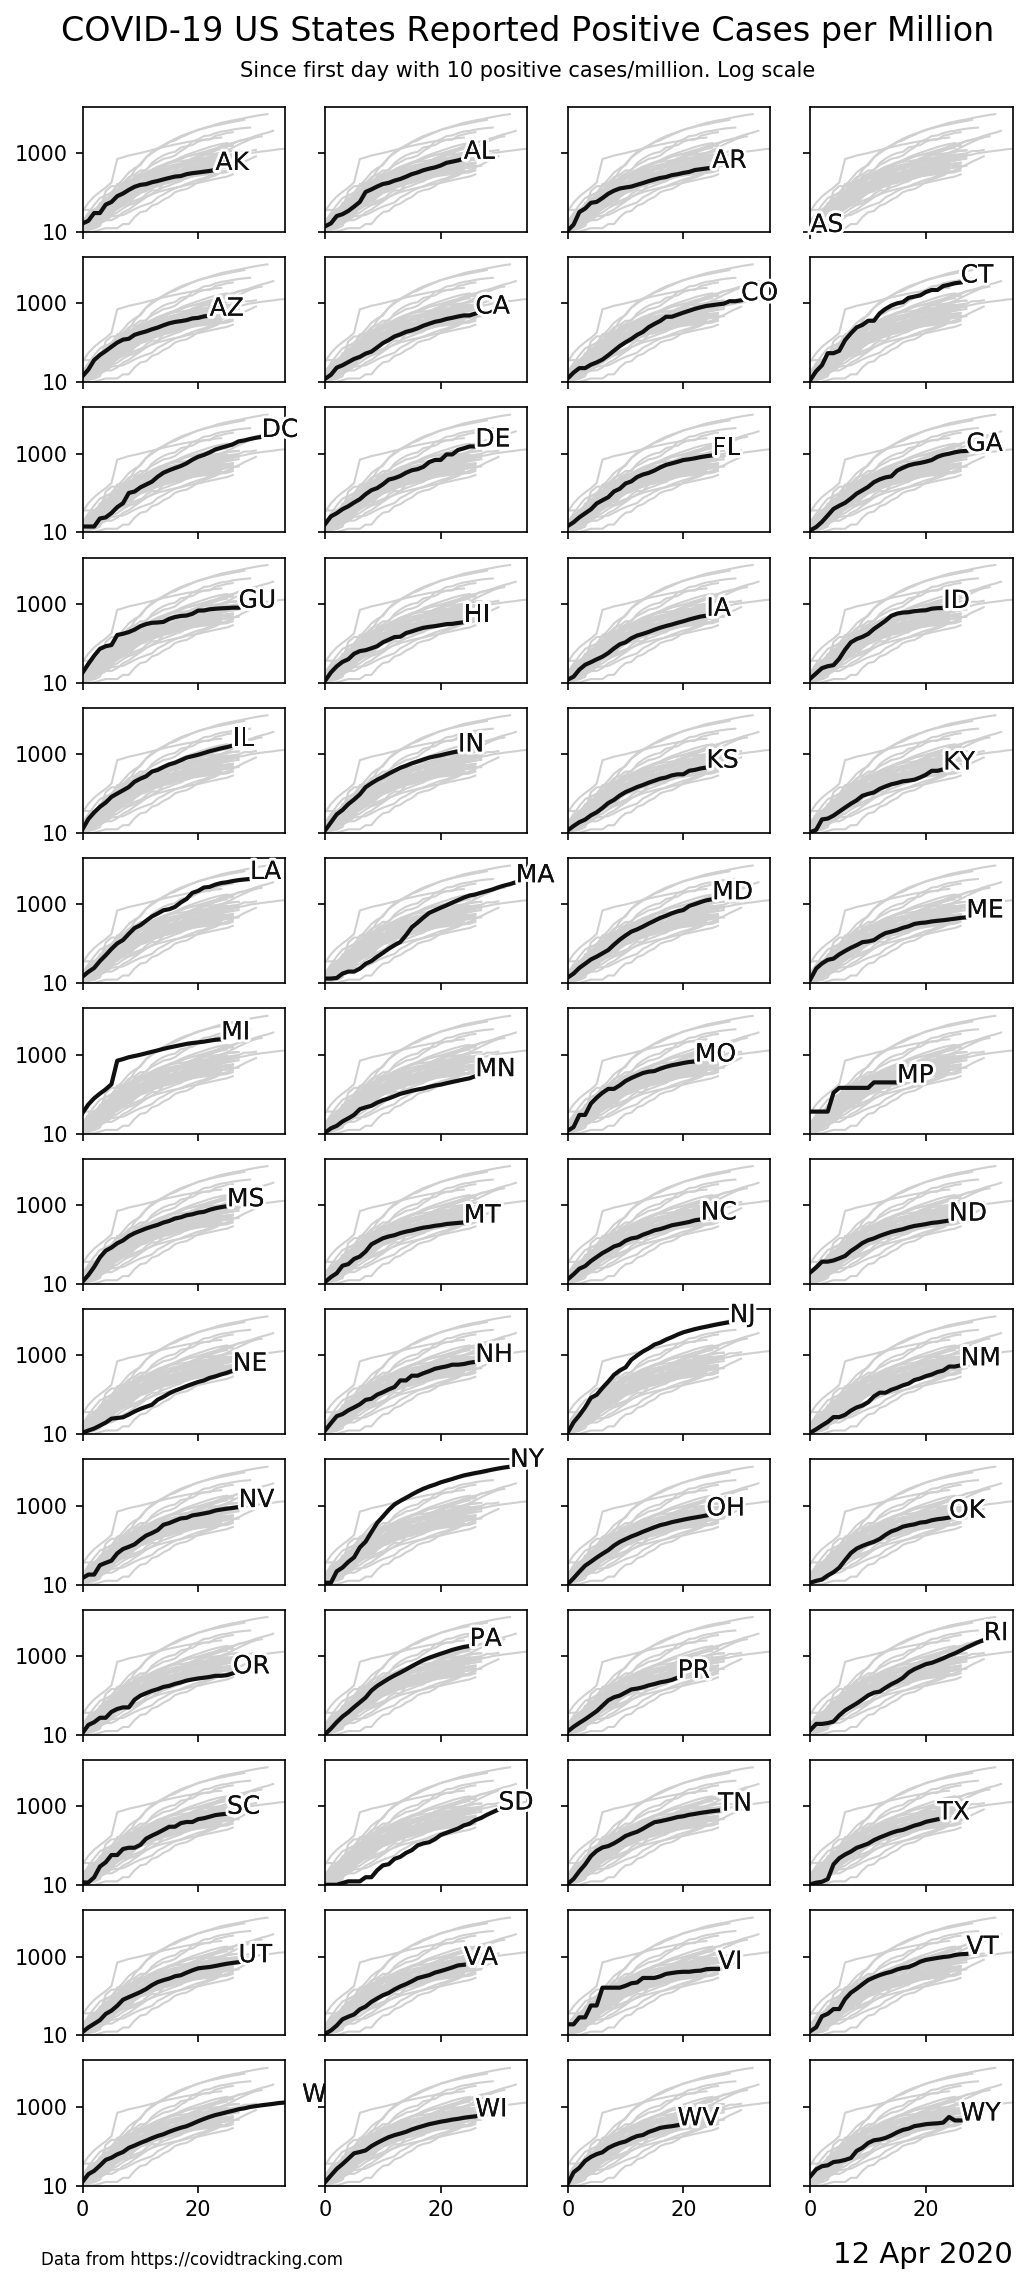 COVID-19 US States Reported Positive Cases per Million
Since first day with 10 positive cases/million. Log scale
1000
AK
AL
AR
10
AS
1000
AZ
CA
CO
CT
10
1000
DC
DE
FL
GA
10
1000
GU
HI
IA
ID
10
1000
IL
IN
KS
KY
10
1000
LA
MA
MD
ME
10
1000
MI
MN
MO
MP
10
1000
MS
MT
NC
ND
10
1000
NE
NH
NJ
NM
10
1000
NV
NY
OH
OK
10
1000
OR
PA
PR
RI
10
1000
SC
SD
TN
TX
10
1000
UT
VA
VI
VT
10
1000
W
WI
WV
WY
10
0 20 0 20 0 20 0 20
Data from https://covidtracking.com
12 Apr 2020